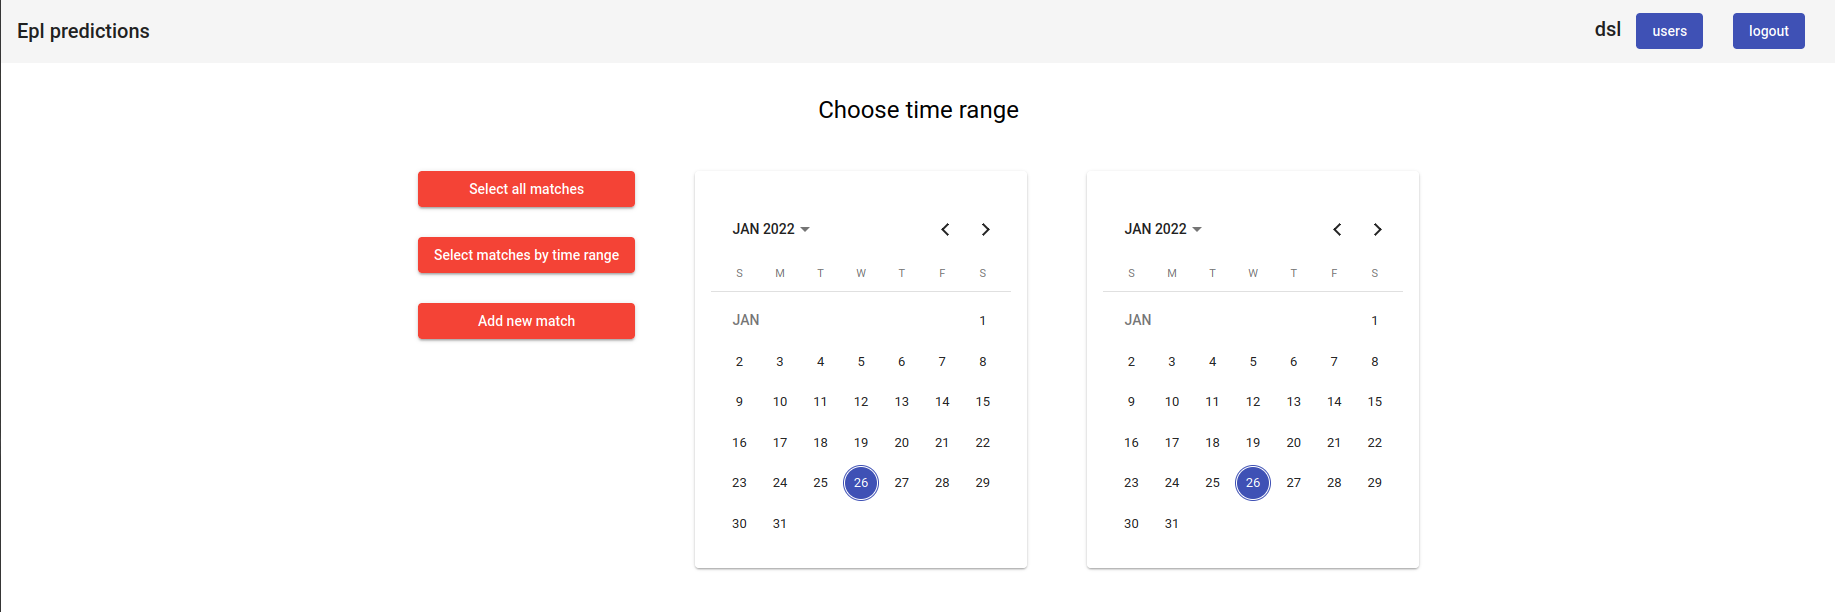 Epl predictions
dsl users logout
Choose time range
Select all matches
Select matches by time range
Add new match
JAN 2022
S M T W T F S
JAN 1
2 3 4 5 6 7 8
9 10 11 12 13 14 15
16 17 18 19 20 21 22
23 24 25 26 27 28 29
30 31
JAN 2022
S M T W T F S
JAN 1
2 3 4 5 6 7 8
9 10 11 12 13 14 15
16 17 18 19 20 21 22
23 24 25 26 27 28 29
30 31